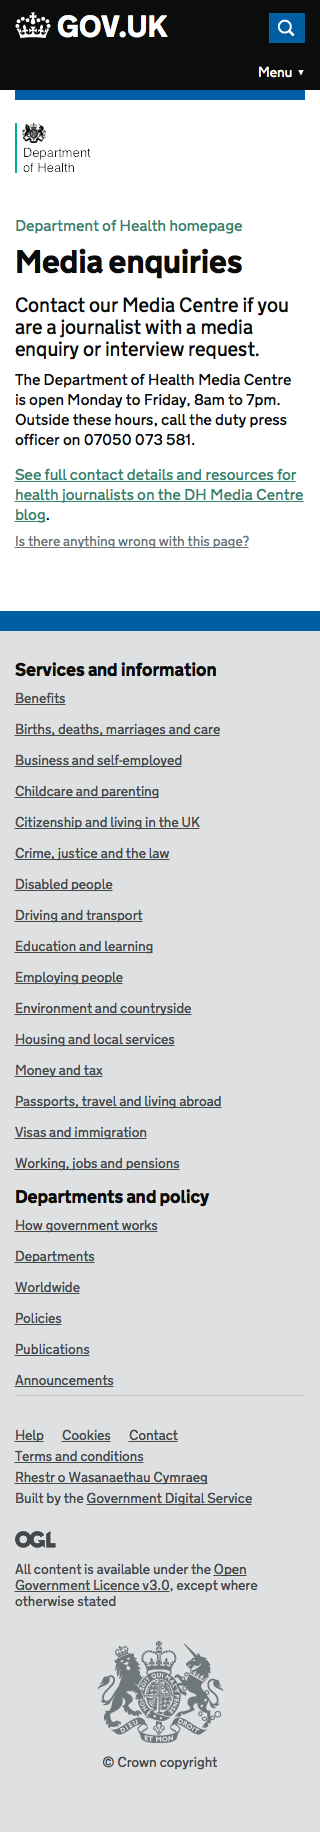 GOV.UK
Menu ▼
Department
of Health
Department of Health homepage
Media enquiries
Contact our Media Centre if you
are a journalist with a media
enquiry or interview request.
The Department of Health Media Centre
is open Monday to Friday, 8am to 7pm.
Outside these hours, call the duty press
officer on 07050 073 581.
See full contact details and resources for
health journalists on the DH Media Centre
blog.
Is there anything wrong with this page?
Services and information
Benefits
Births, deaths, marriages and care
Business and self-employed
Childcare and parenting
Citizenship and living in the UK
Crime, justice and the law
Disabled people
Driving and transport
Education and learning
Employing people
Environment and countryside
Housing and local services
Money and tax
Passports, travel and living abroad
Visas and immigration
Working, jobs and pensions
Departments and policy
How government works
Departments
Worldwide
Policies
Publications
Announcements
Help Cookies Contact
Terms and conditions
Rhestr o Wasanaethau Cymraeg
Built by the Government Digital Service
OGL
All content is available under the Open
Government Licence v3.0, except where
otherwise stated
DIEU ET MON DROIT
© Crown copyright